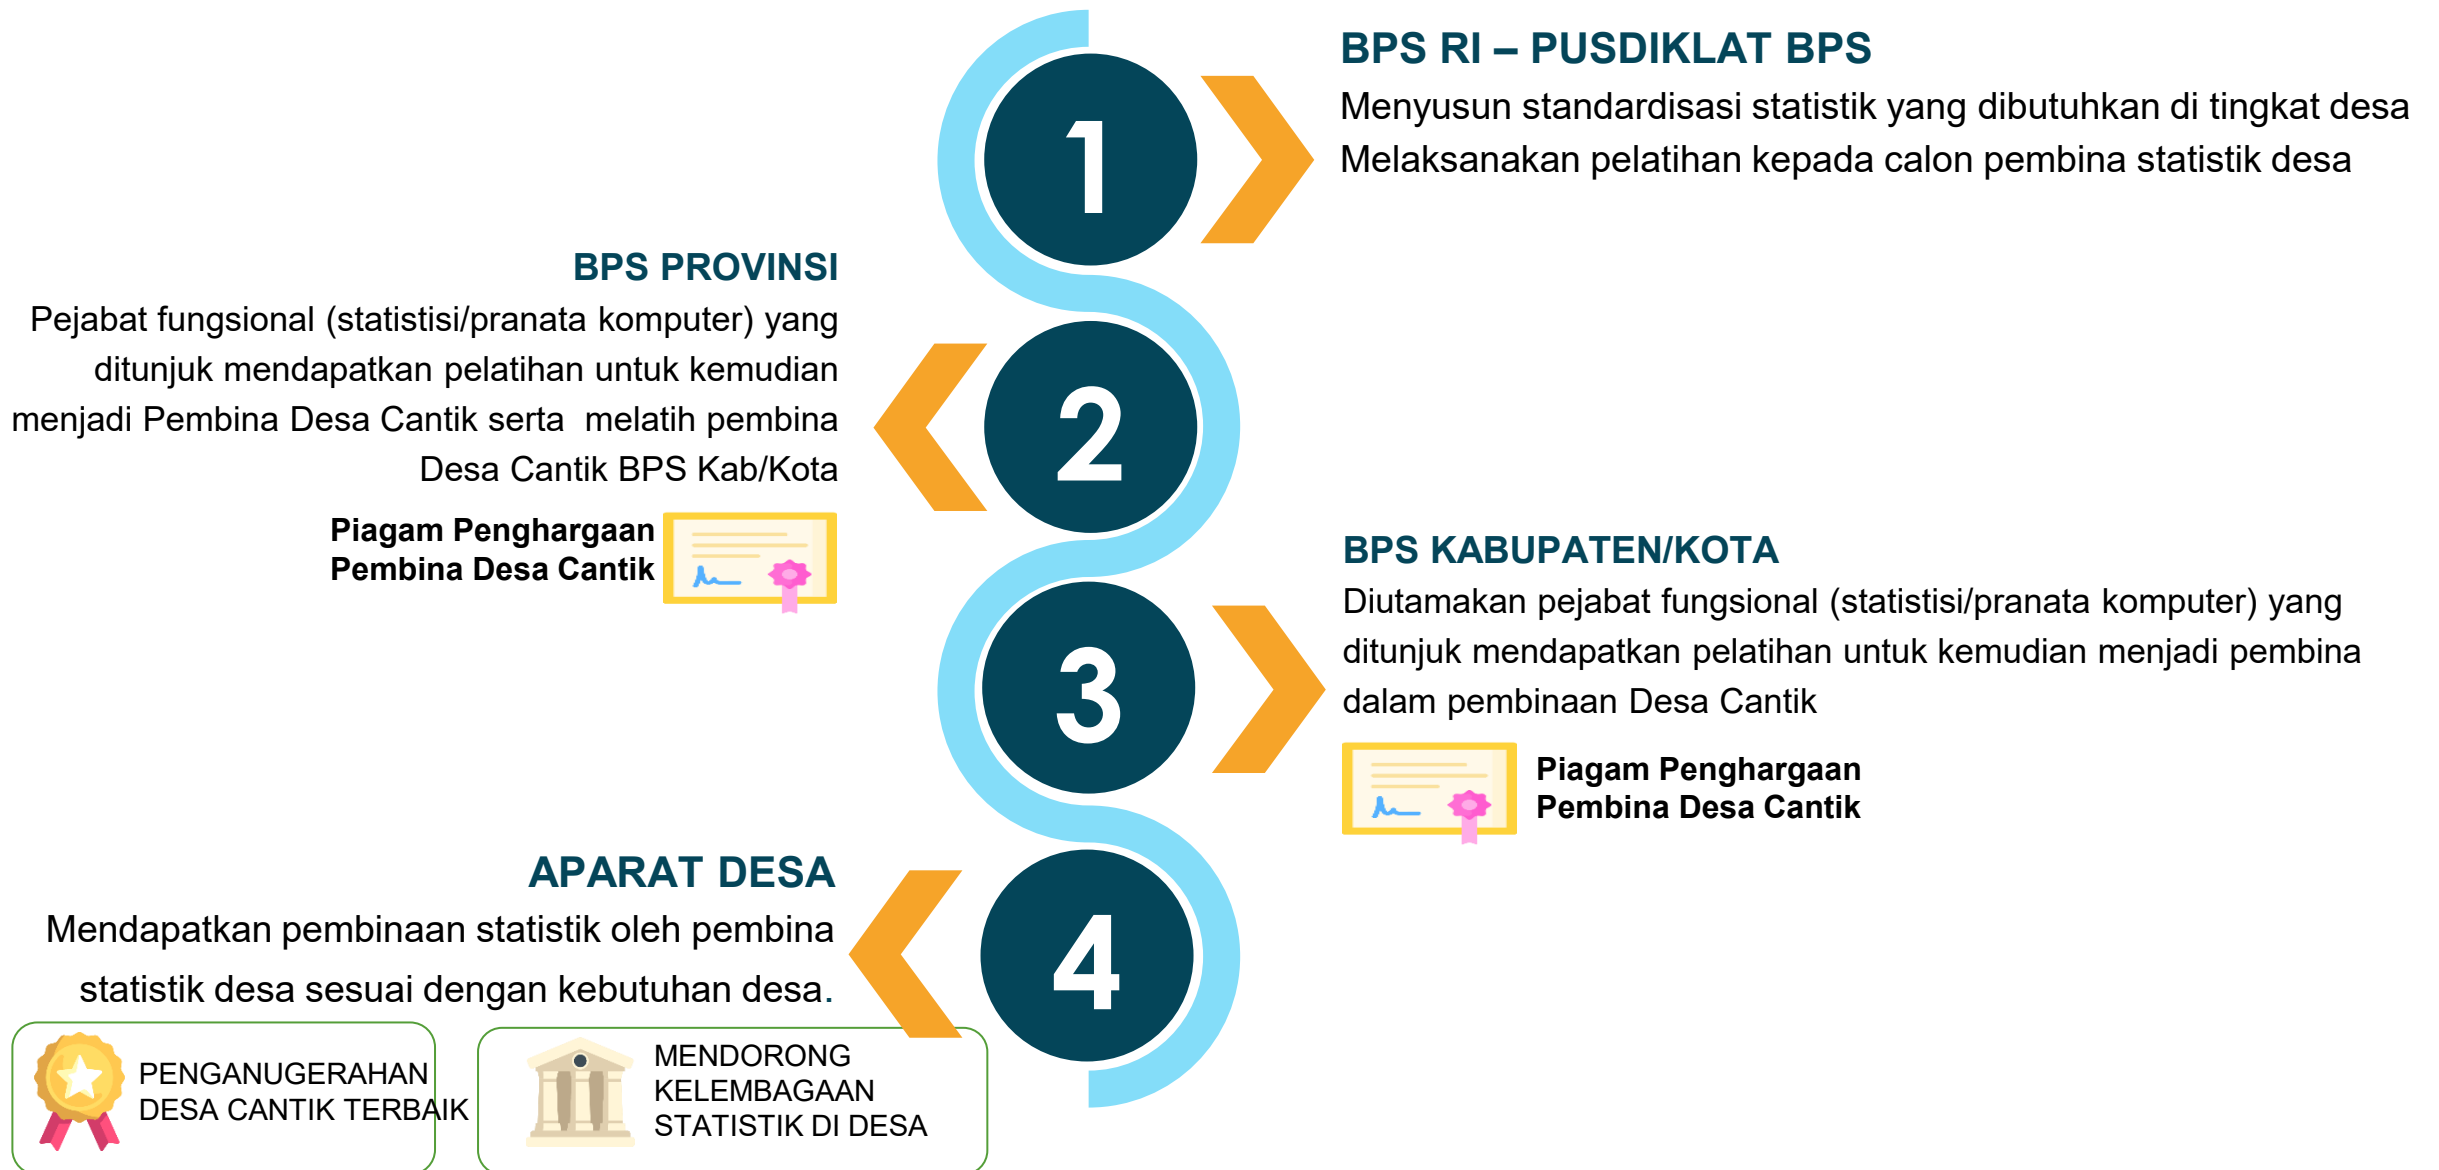 1
BPS RI – PUSDIKLAT BPS
Menyusun standardisasi statistik yang dibutuhkan di tingkat desa
Melaksanakan pelatihan kepada calon pembina statistik desa
2
BPS PROVINSI
Pejabat fungsional (statistisi/pranata komputer) yang
ditunjuk mendapatkan pelatihan untuk kemudian
menjadi Pembina Desa Cantik serta  melatih pembina
Desa Cantik BPS Kab/Kota
Piagam Penghargaan
Pembina Desa Cantik
3
BPS KABUPATEN/KOTA
Diutamakan pejabat fungsional (statistisi/pranata komputer) yang
ditunjuk mendapatkan pelatihan untuk kemudian menjadi pembina
dalam pembinaan Desa Cantik
Piagam Penghargaan
Pembina Desa Cantik
4
APARAT DESA
Mendapatkan pembinaan statistik oleh pembina
statistik desa sesuai dengan kebutuhan desa.
PENGANUGERAHAN
DESA CANTIK TERBAIK
MENDORONG
KELEMBAGAAN
STATISTIK DI DESA